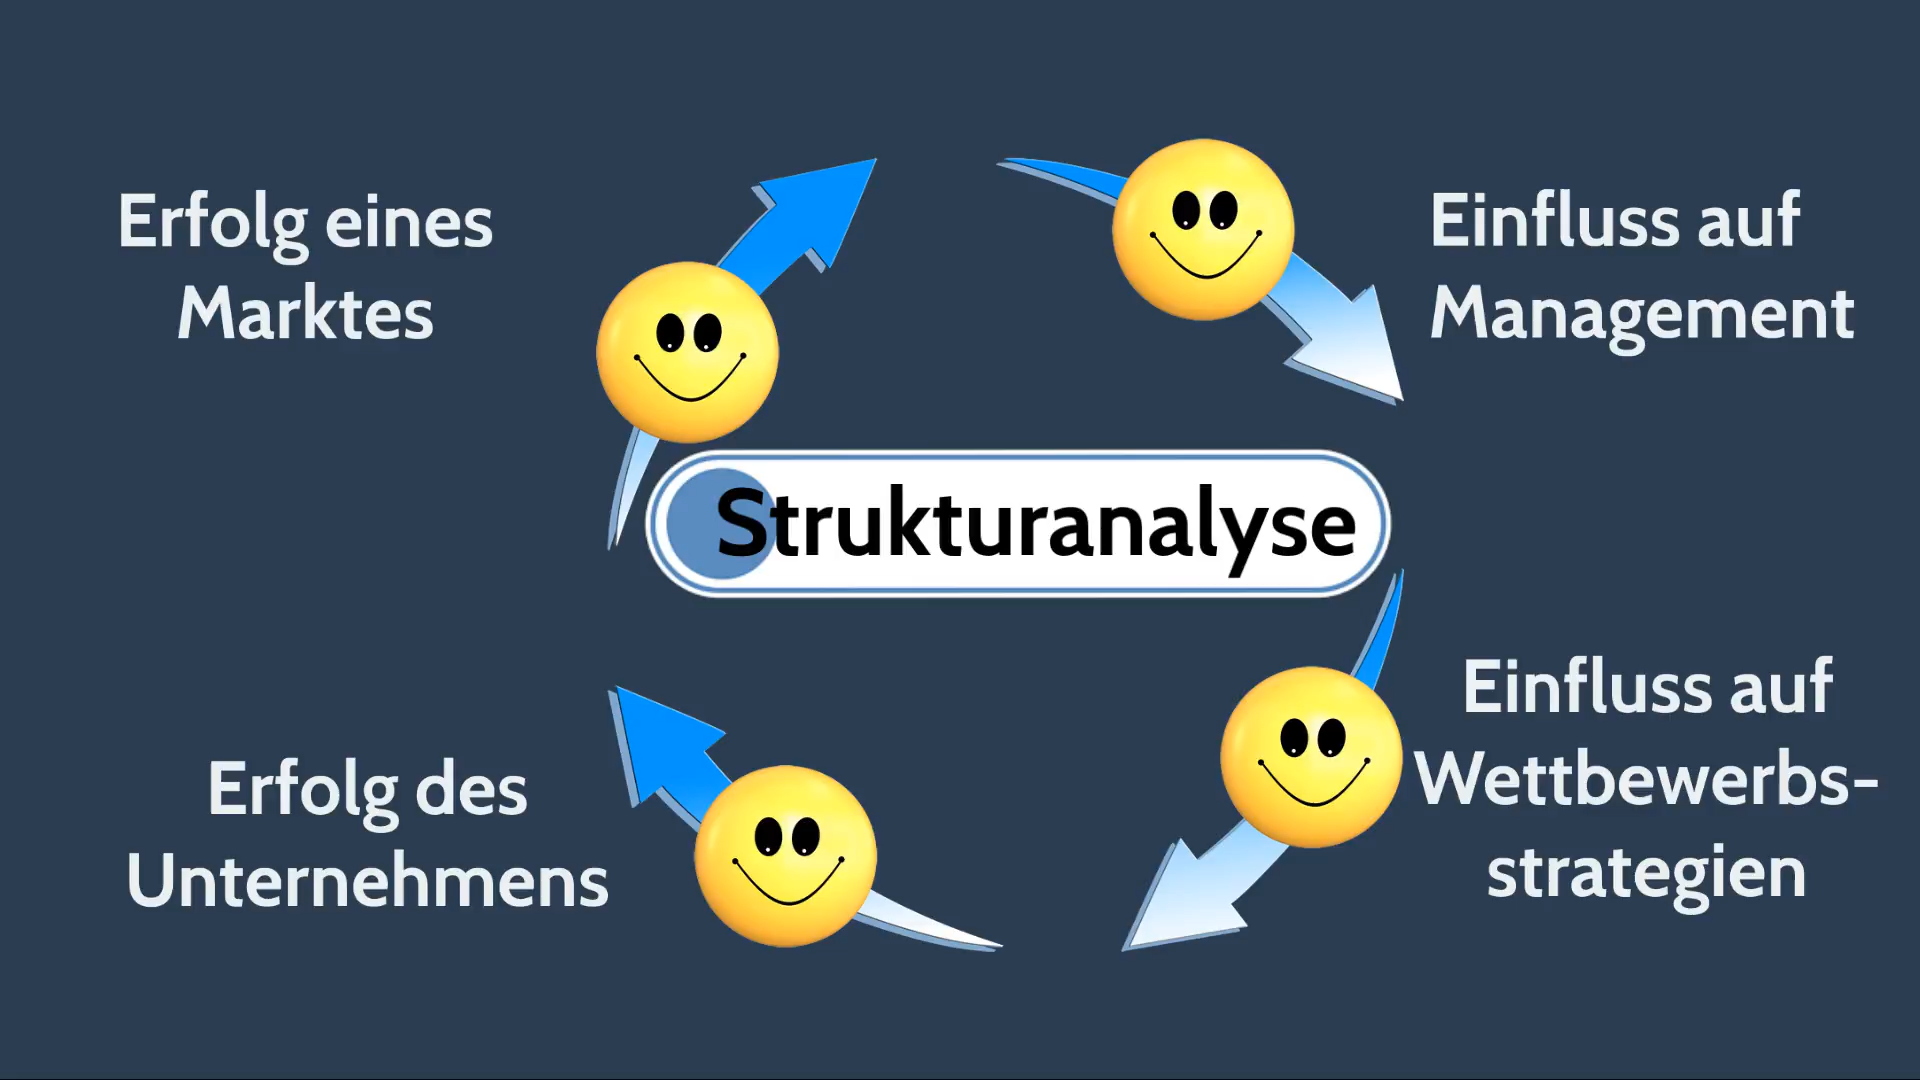 Erfolg eines
Marktes
Einfluss auf
Management
Strukturanalyse
Erfolg des
Unternehmens
Einfluss auf
Wettbewerbs-
strategien